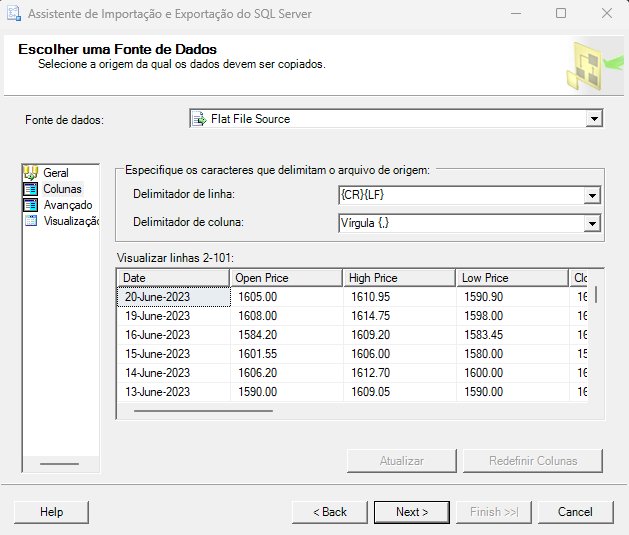 Assistente de Importação e Exportação do SQL Server
Escolher uma Fonte de Dados
Selecione a origem da qual os dados devem ser copiados.
Fonte de dados: Flat File Source
Geral
Colunas
Avançado
Visualização
Especifique os caracteres que delimitam o arquivo de origem:
Delimitador de linha: {CR}{LF}
Delimitador de coluna: Vírgula {,}
Visualizar linhas 2-101:
Date Open Price High Price Low Price
20-June-2023 1605.00 1610.95 1590.90 16
19-June-2023 1608.00 1614.75 1598.00 16
16-June-2023 1584.20 1609.20 1583.45 16
15-June-2023 1601.55 1606.00 1580.00 15
14-June-2023 1606.20 1612.70 1600.00 16
13-June-2023 1590.00 1609.05 1590.00 16
Atualizar Redefinir Colunas
Help < Back Next > Finish >>| Cancel